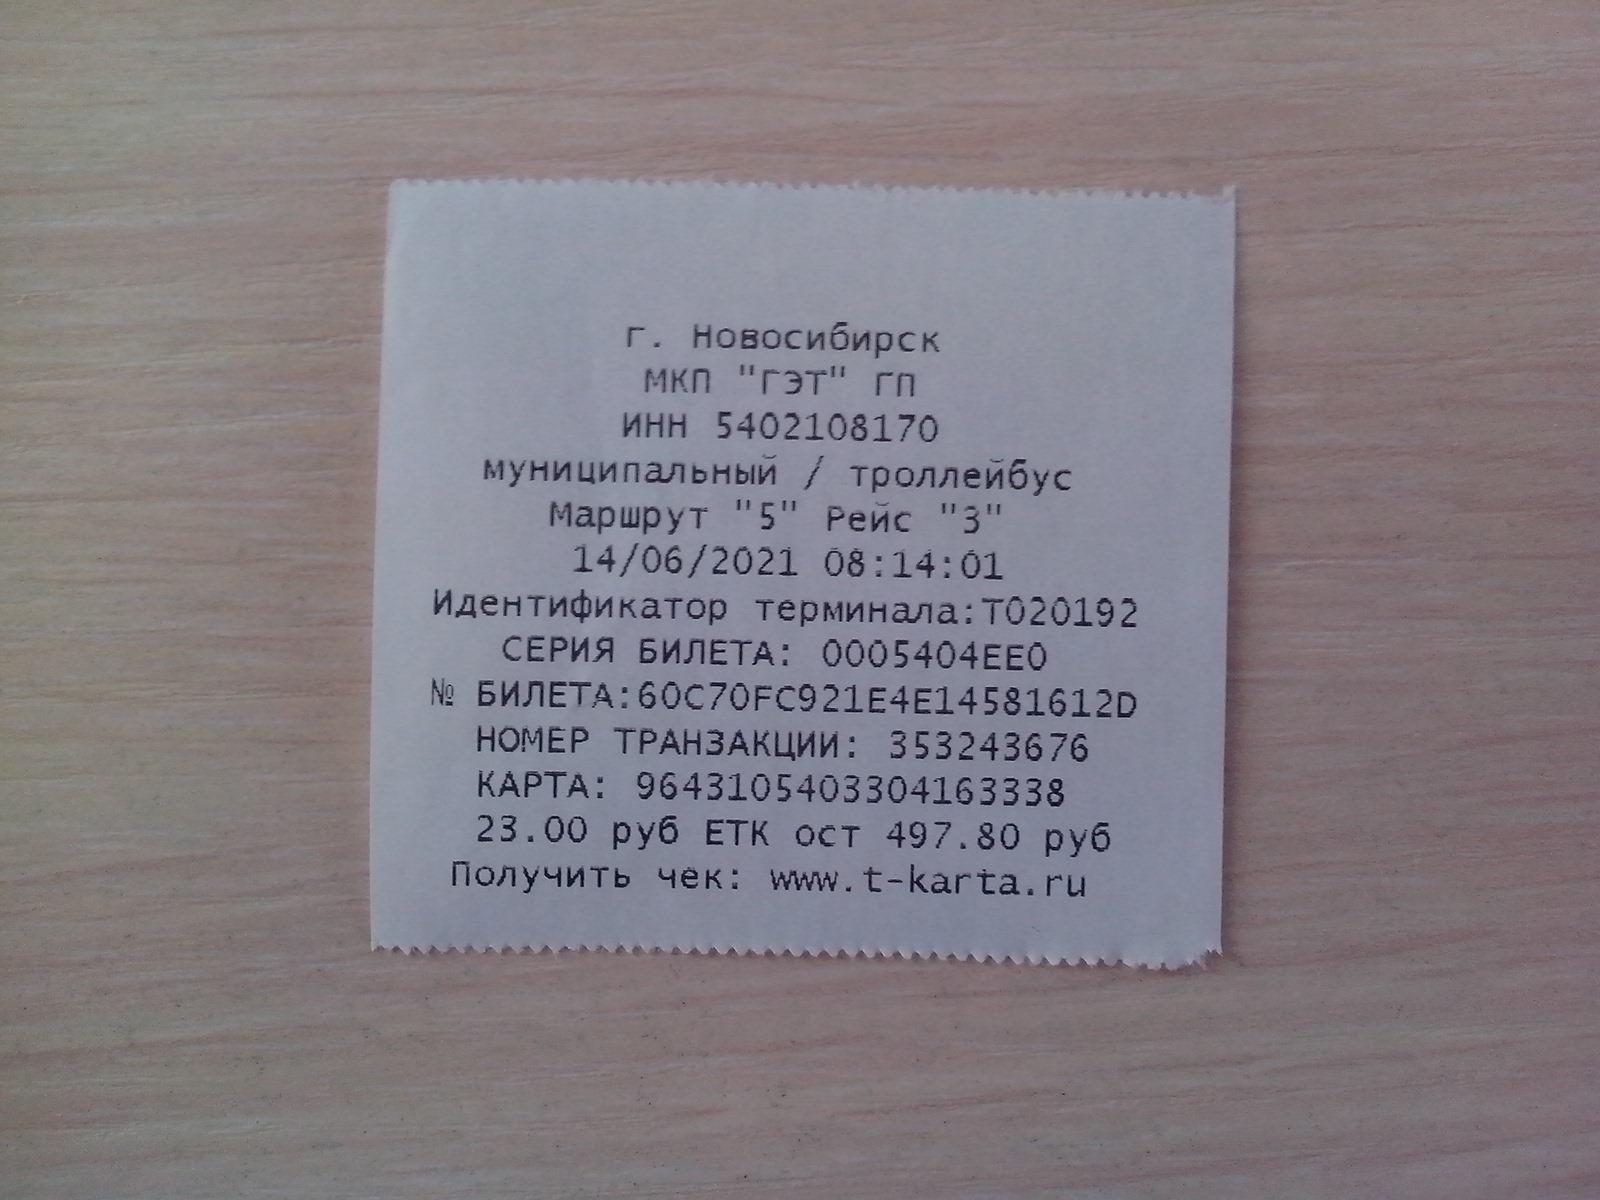 г. Новосибирск
МКП "ГЭТ" ГП
ИНН 5402108170
муниципальный / троллейбус
Маршрут "5" Рейс "3"
14/06/2021 08:14:01
Идентификатор терминала:T020192
СЕРИЯ БИЛЕТА: 0005404EE0
№ БИЛЕТА:60C70FC921E4E14581612D
НОМЕР ТРАНЗАКЦИИ: 353243676
КАРТА: 9643105403304163338
23.00 руб ЕТК ост 497.80 руб
Получить чек: www.t-karta.ru